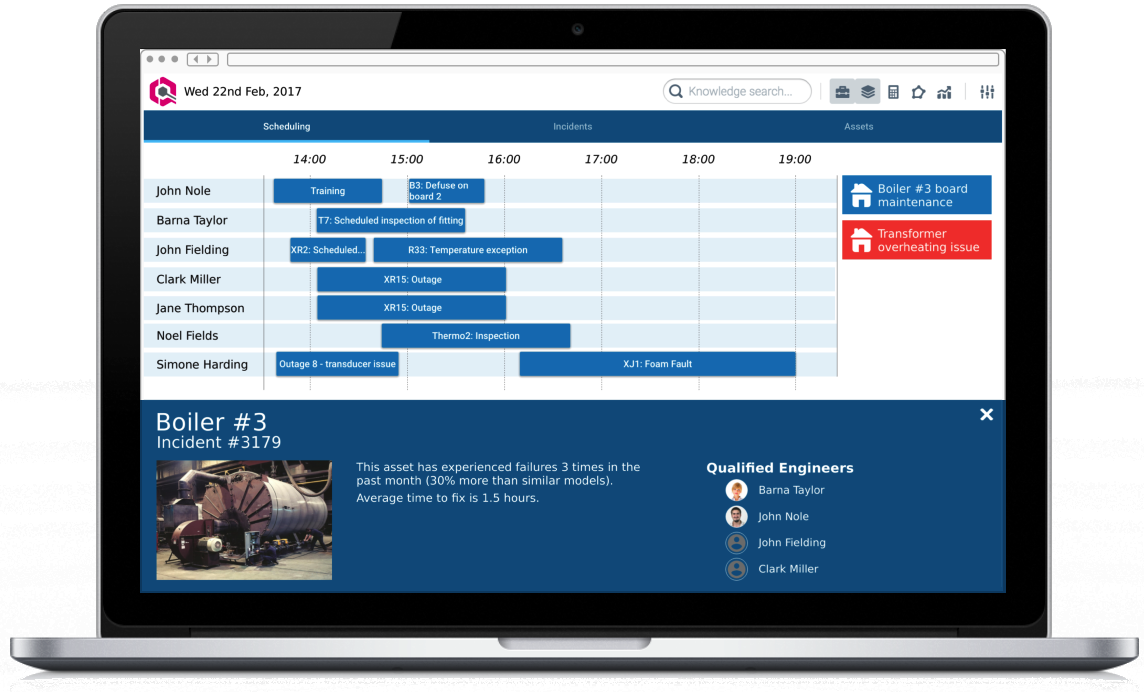 Wed 22nd Feb, 2017
Knowledge search...
Scheduling
Incidents
Assets
14:00
15:00
16:00
17:00
18:00
19:00
John Nole
Training
B3: Defuse on
board 2
Barna Taylor
T7: Scheduled inspection of fitting
John Fielding
XR2: Scheduled...
R33: Temperature exception
Clark Miller
XR15: Outage
Jane Thompson
XR15: Outage
Noel Fields
Thermo2: Inspection
Simone Harding
Outage 8 - transducer issue
XJ1: Foam Fault
Boiler #3 board
maintenance
Transformer
overheating issue
Boiler #3
Incident #3179
This asset has experienced failures 3 times in the
past month (30% more than similar models).
Average time to fix is 1.5 hours.
Qualified Engineers
Barna Taylor
John Nole
John Fielding
Clark Miller